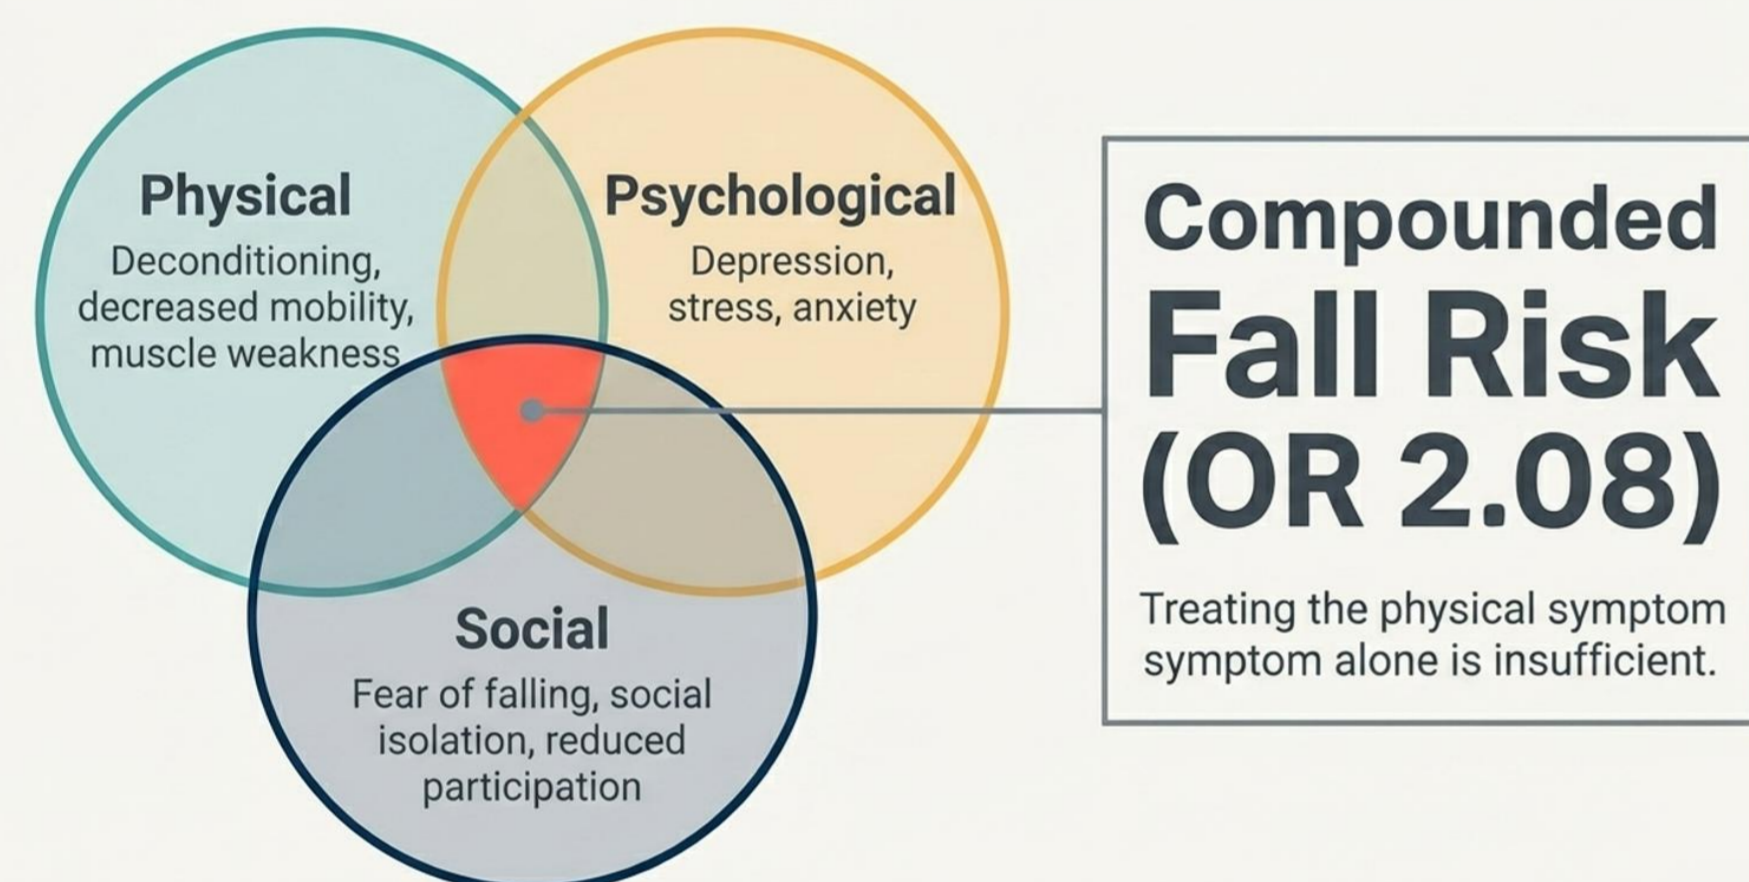 Physical
Deconditioning,
decreased mobility,
muscle weakness
Psychological
Depression,
stress, anxiety
Social
Fear of falling, social
isolation, reduced
participation
Compounded
Fall Risk
(OR 2.08)
Treating the physical symptom
symptom alone is insufficient.